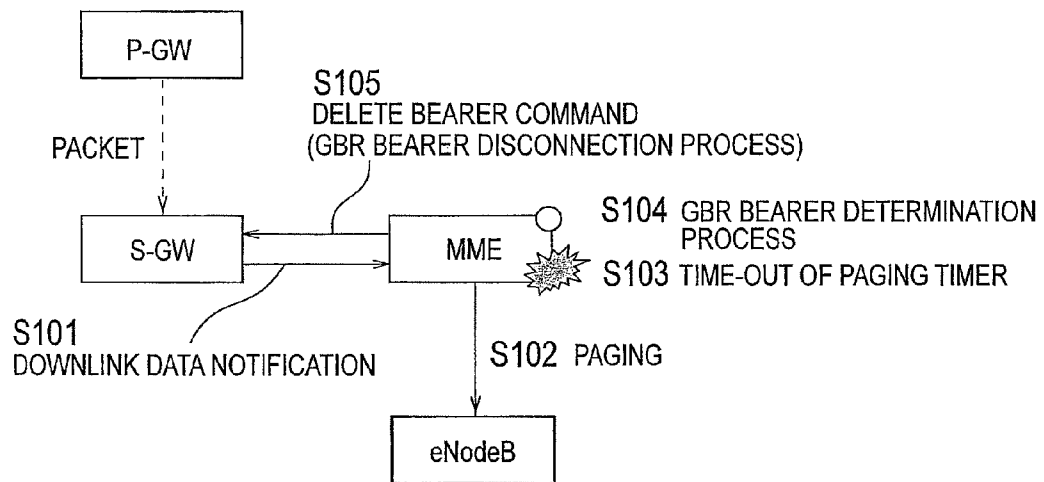 P-GW
S105
DELETE BEARER COMMAND
(GBR BEARER DISCONNECTION PROCESS)
PACKET
S-GW
MME
S104 GBR BEARER DETERMINATION
PROCESS
S103 TIME-OUT OF PAGING TIMER
S101
DOWNLINK DATA NOTIFICATION
S102 PAGING
eNodeB